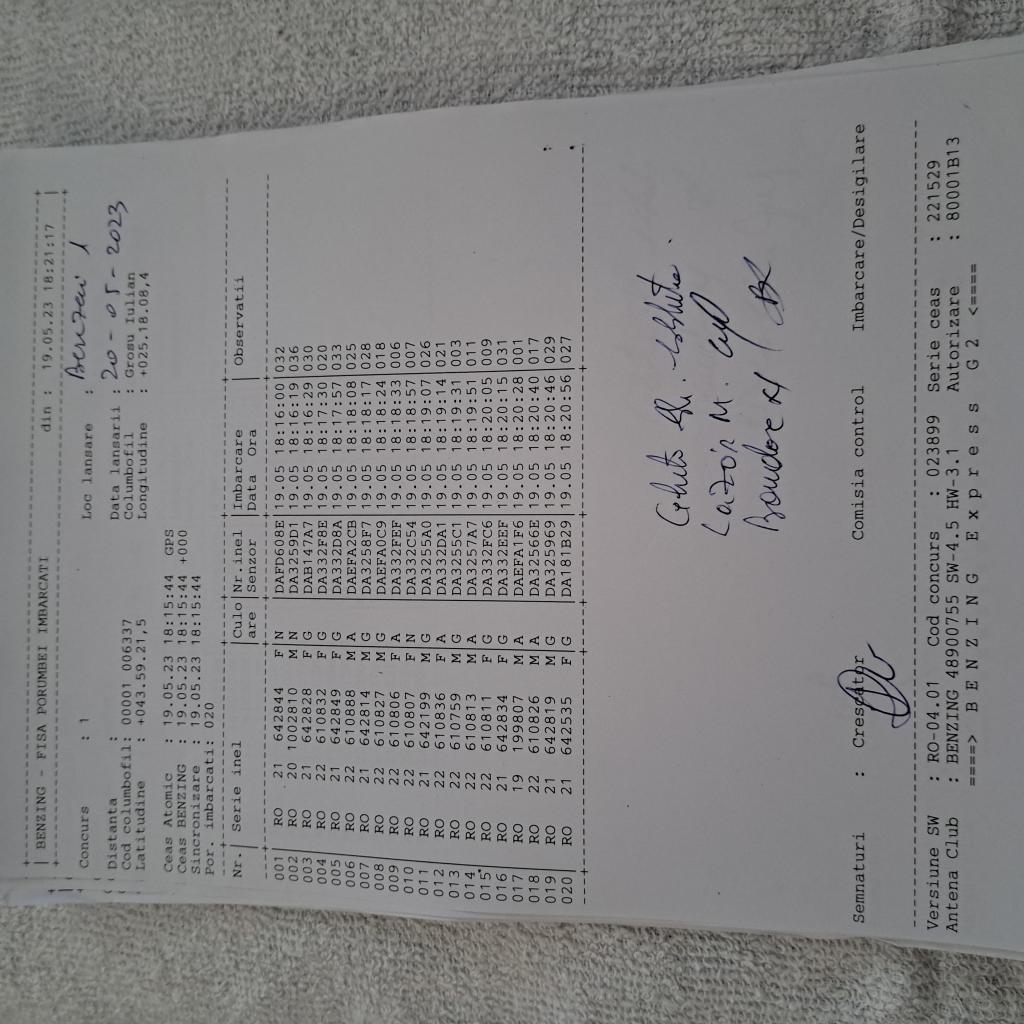 BENZING - FISA PORUMBEI IMBARCATI din : 19.05.23 18:21:17
Concurs : 1 Loc lansare : Benzew 1
Distanta : Data lansarii : 20-05-2023
Cod columbofil: 00001 006337 Columbofil : Grosu Iulian
Latitudine : +043.59.21,5 Longitudine : +025.18.08,4
Ceas Atomic : 19.05.23 18:15:44 GPS
Ceas BENZING : 19.05.23 18:15:44 +000
Sincronizare : 19.05.23 18:15:44
Por. imbarcati: 020
Nr.| Serie inel |Culo|Nr.inel |Imbarcare | Observatii
|are |Senzor |Data Ora |
001 RO 21 642844 F N DAFD608E 19.05 18:16:09 032
002 RO 20 1002810 M N DA3259D7 19.05 18:16:19 036
003 RO 21 642828 F G DAB147A7 19.05 18:16:29 030
004 RO 22 610832 F G DA332F8E 19.05 18:17:30 020
005 RO 21 642849 F G DA332D8A 19.05 18:17:57 033
006 RO 22 610888 M A DAEFA2CB 19.05 18:18:08 025
007 RO 21 642814 M G DA3258F7 19.05 18:18:17 028
008 RO 22 610827 M G DAEFA0C9 19.05 18:18:24 018
009 RO 22 610806 F A DA332FEF 19.05 18:18:33 006
010 RO 22 610807 F N DA332C54 19.05 18:18:57 007
011 RO 21 642199 M G DA3255A0 19.05 18:19:07 026
012 RO 22 610836 F A DA332DA1 19.05 18:19:14 021
013 RO 22 610759 M G DA3255C1 19.05 18:19:31 003
014 RO 22 610813 M A DA3257A7 19.05 18:19:51 011
015 RO 22 610811 F G DA332FC6 19.05 18:20:05 009
016 RO 21 642834 F G DA332EEF 19.05 18:20:15 031
017 RO 19 199807 M A DAEFA1F6 19.05 18:20:28 001
018 RO 22 610826 M A DA32566E 19.05 18:20:40 017
019 RO 21 642819 M G DA325969 19.05 18:20:46 029
020 RO 21 642535 F G DA181B29 19.05 18:20:56 027
Lazăr M.
Semnaturi : Crescator Comisia control Imbarcare/Desigilare
Versiune SW : RO-04.01 Cod concurs : 023899 Serie ceas : 221529
Antena Club : BENZING 48900755 SW-4.5 HW-3.1 Autorizare : 80001B13
====> B E N Z I N G E x p r e s s G 2 <====